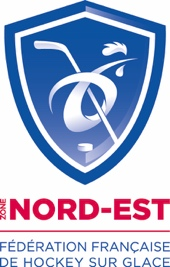 ZONE
NORD-EST
FÉDÉRATION FRANÇAISE
DE HOCKEY SUR GLACE